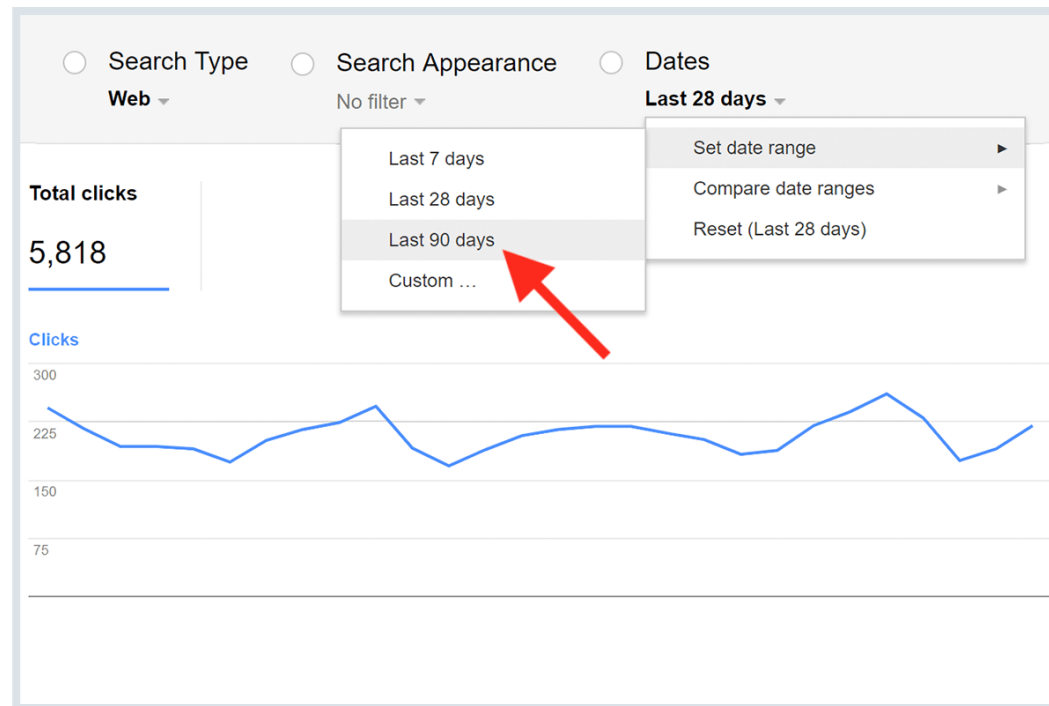 Search Type
Search Appearance
Dates
Web
No filter
Last 28 days
Last 7 days
Last 28 days
Last 90 days
Custom …
Set date range
Compare date ranges
Reset (Last 28 days)
Total clicks
5,818
Clicks
300
225
150
75